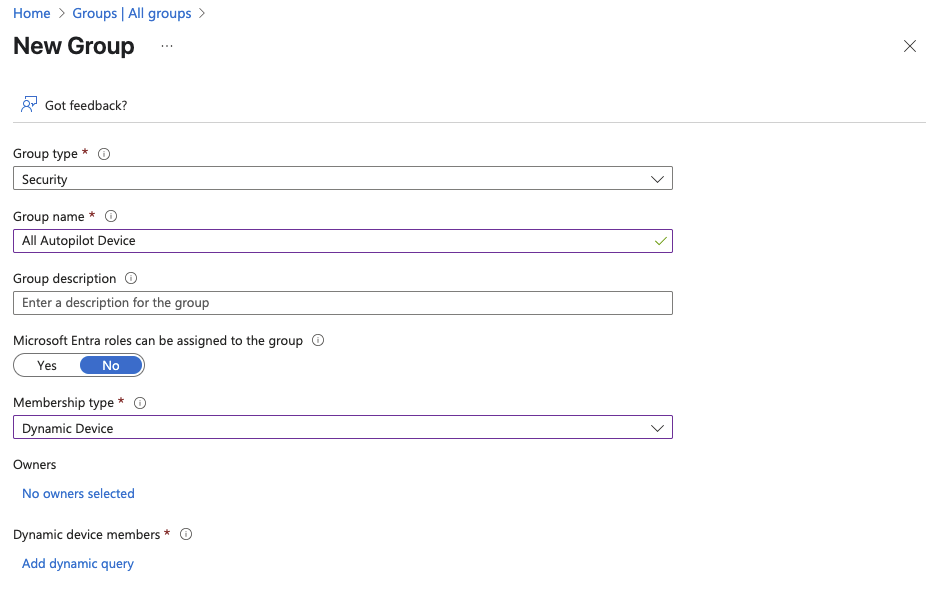 Home > Groups | All groups >
New Group ...
Got feedback?
Group type *
Security
Group name *
All Autopilot Device
Group description
Enter a description for the group
Microsoft Entra roles can be assigned to the group
Yes No
Membership type *
Dynamic Device
Owners
No owners selected
Dynamic device members *
Add dynamic query